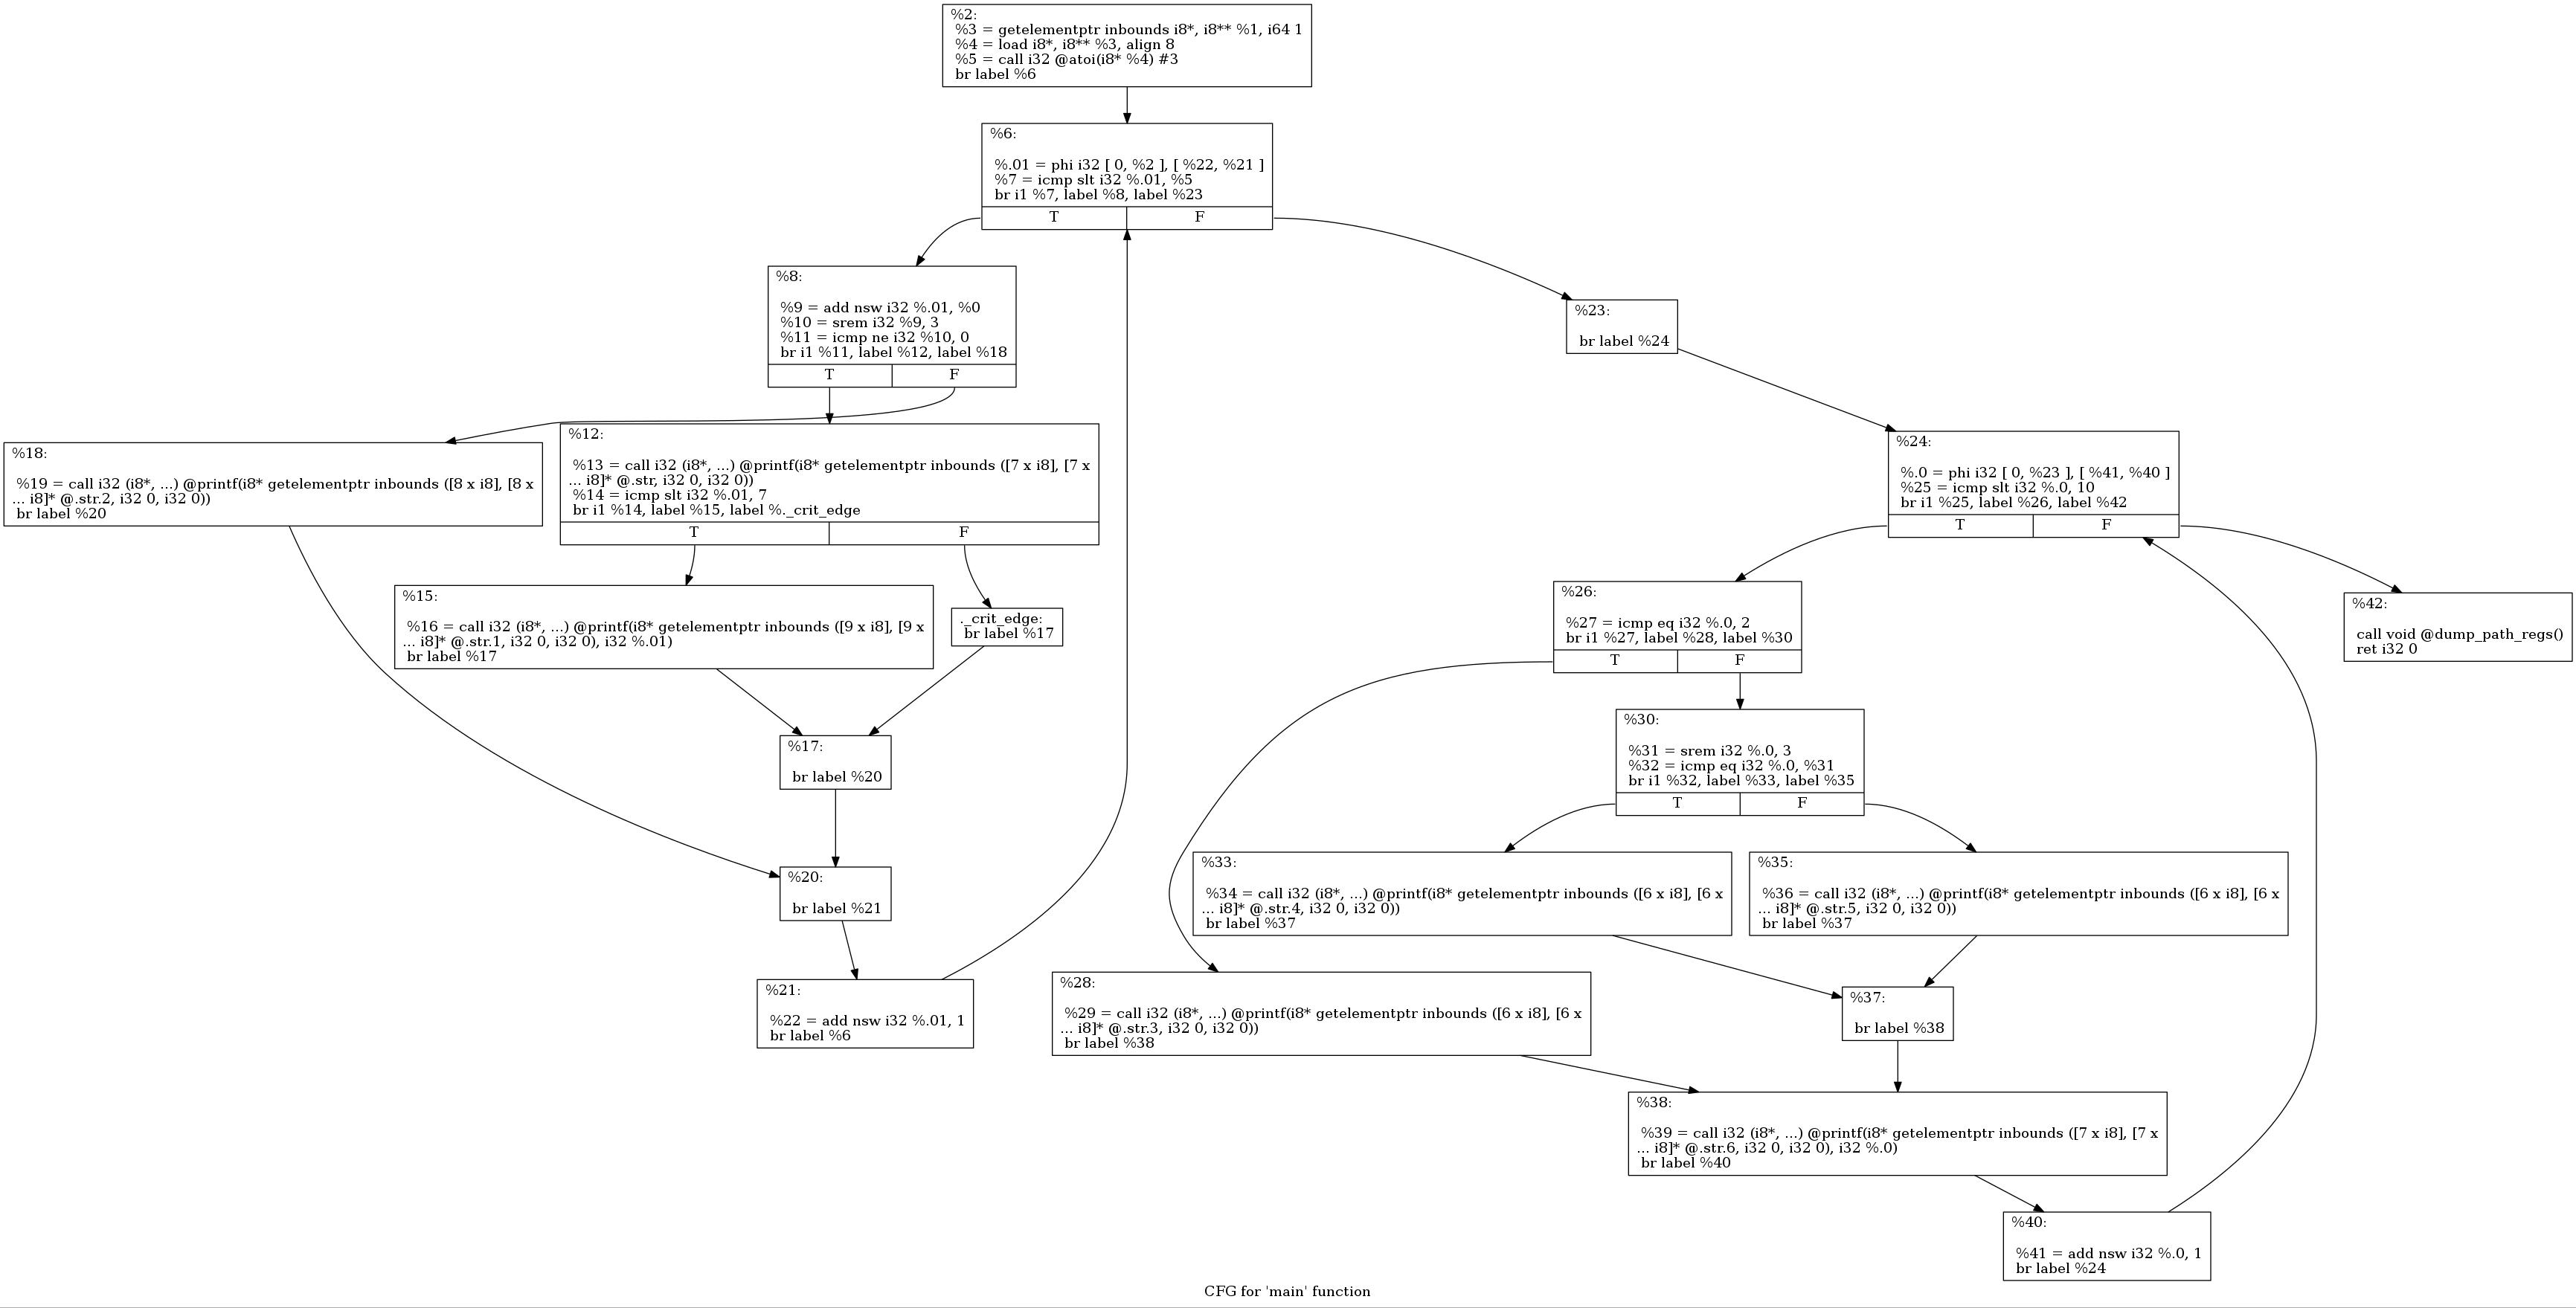 %2:
%3 = getelementptr inbounds i8*, i8** %1, i64 1
%4 = load i8*, i8** %3, align 8
%5 = call i32 @atoi(i8* %4) #3
br label %6
%6:
%.01 = phi i32 [ 0, %2 ], [ %22, %21 ]
%7 = icmp slt i32 %.01, %5
br i1 %7, label %8, label %23
T
F
%8:
%9 = add nsw i32 %.01, %0
%10 = srem i32 %9, 3
%11 = icmp ne i32 %10, 0
br i1 %11, label %12, label %18
T
F
%18:
%19 = call i32 (i8*, ...) @printf(i8* getelementptr inbounds ([8 x i8], [8 x
... i8]* @.str.2, i32 0, i32 0))
br label %20
%12:
%13 = call i32 (i8*, ...) @printf(i8* getelementptr inbounds ([7 x i8], [7 x
... i8]* @.str, i32 0, i32 0))
%14 = icmp slt i32 %.01, 7
br i1 %14, label %15, label %._crit_edge
T
F
%15:
%16 = call i32 (i8*, ...) @printf(i8* getelementptr inbounds ([9 x i8], [9 x
... i8]* @.str.1, i32 0, i32 0), i32 %.01)
br label %17
._crit_edge:
br label %17
%17:
br label %20
%20:
br label %21
%21:
%22 = add nsw i32 %.01, 1
br label %6
%23:
br label %24
%24:
%.0 = phi i32 [ 0, %23 ], [ %41, %40 ]
%25 = icmp slt i32 %.0, 10
br i1 %25, label %26, label %42
T
F
%26:
%27 = icmp eq i32 %.0, 2
br i1 %27, label %28, label %30
T
F
%42:
call void @dump_path_regs()
ret i32 0
%30:
%31 = srem i32 %.0, 3
%32 = icmp eq i32 %.0, %31
br i1 %32, label %33, label %35
T
F
%33:
%34 = call i32 (i8*, ...) @printf(i8* getelementptr inbounds ([6 x i8], [6 x
... i8]* @.str.4, i32 0, i32 0))
br label %37
%35:
%36 = call i32 (i8*, ...) @printf(i8* getelementptr inbounds ([6 x i8], [6 x
... i8]* @.str.5, i32 0, i32 0))
br label %37
%28:
%29 = call i32 (i8*, ...) @printf(i8* getelementptr inbounds ([6 x i8], [6 x
... i8]* @.str.3, i32 0, i32 0))
br label %38
%37:
br label %38
%38:
%39 = call i32 (i8*, ...) @printf(i8* getelementptr inbounds ([7 x i8], [7 x
... i8]* @.str.6, i32 0, i32 0), i32 %.0)
br label %40
%40:
%41 = add nsw i32 %.0, 1
br label %24
CFG for 'main' function